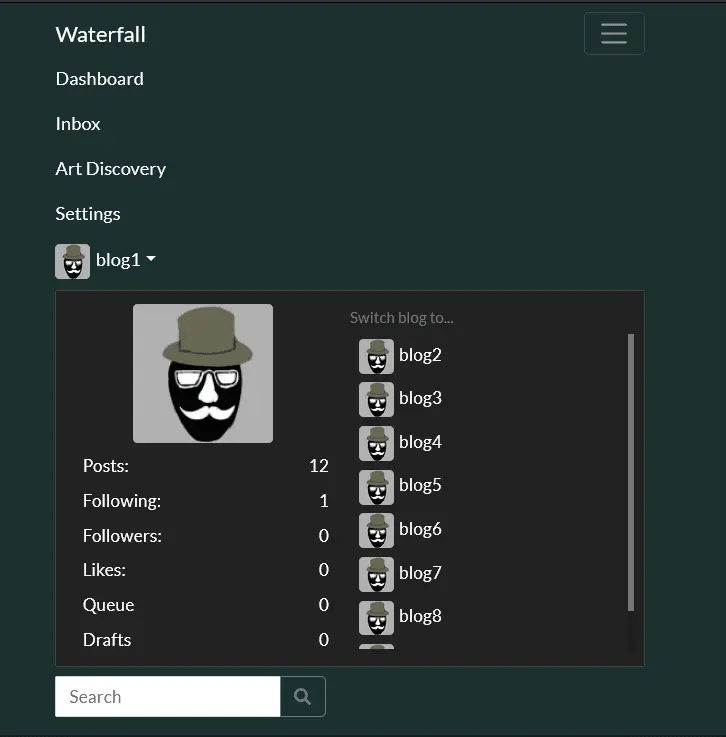 Waterfall
Dashboard
Inbox
Art Discovery
Settings
blog1
Posts: 12
Following: 1
Followers: 0
Likes: 0
Queue 0
Drafts 0
Switch blog to...
blog2
blog3
blog4
blog5
blog6
blog7
blog8
Search